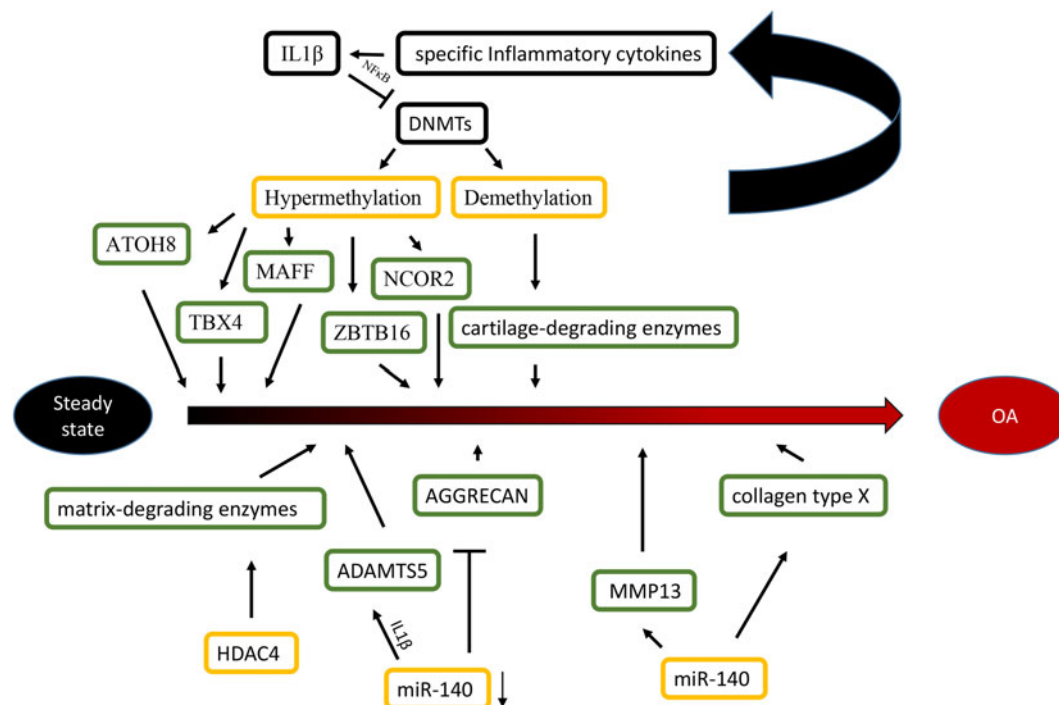 IL1β
specific Inflammatory cytokines
NFκB
DNMTs
Hypermethylation
Demethylation
ATOH8
MAFF
NCOR2
TBX4
ZBTB16
cartilage-degrading enzymes
Steady
state
OA
matrix-degrading enzymes
AGGRECAN
collagen type X
ADAMTS5
MMP13
IL1β
HDAC4
miR-140
miR-140